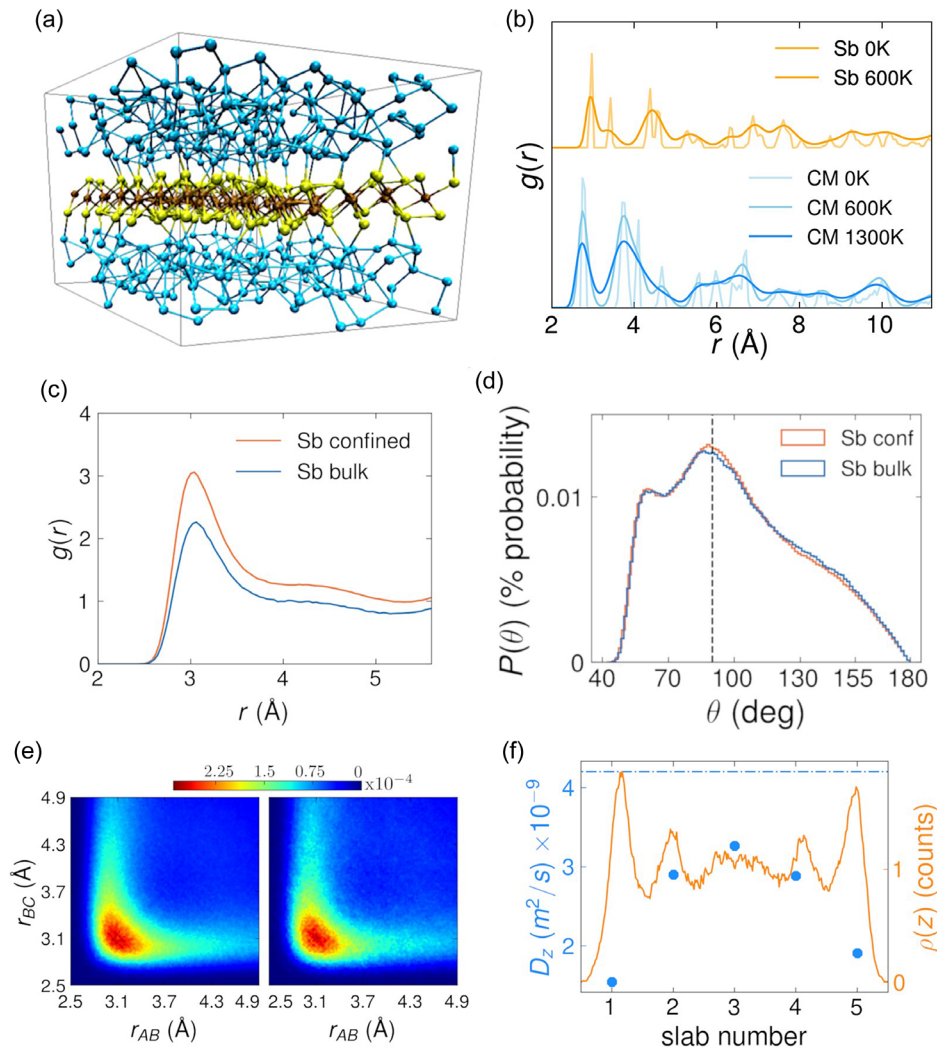 (a)
(b)
g(r)
Sb 0K
Sb 600K
CM 0K
CM 600K
CM 1300K
2 4 6 8 10
r (Å)
(c)
4
3
2
1
0
g(r)
Sb confined
Sb bulk
2 3 4 5
r (Å)
(d)
P(θ) (% probability)
0.01
0
Sb conf
Sb bulk
40 70 100 130 155 180
θ (deg)
(e)
2.25 1.5 0.75 0
x10⁻⁴
r_BC (Å)
4.9
4.3
3.7
3.1
2.5
2.5 3.1 3.7 4.3 4.9
r_AB (Å)
2.5 3.1 3.7 4.3 4.9
r_AB (Å)
(f)
D_z (m²/s) ×10⁻⁹
4
3
2
1
0
ρ(z) (counts)
1 2 3 4 5
slab number